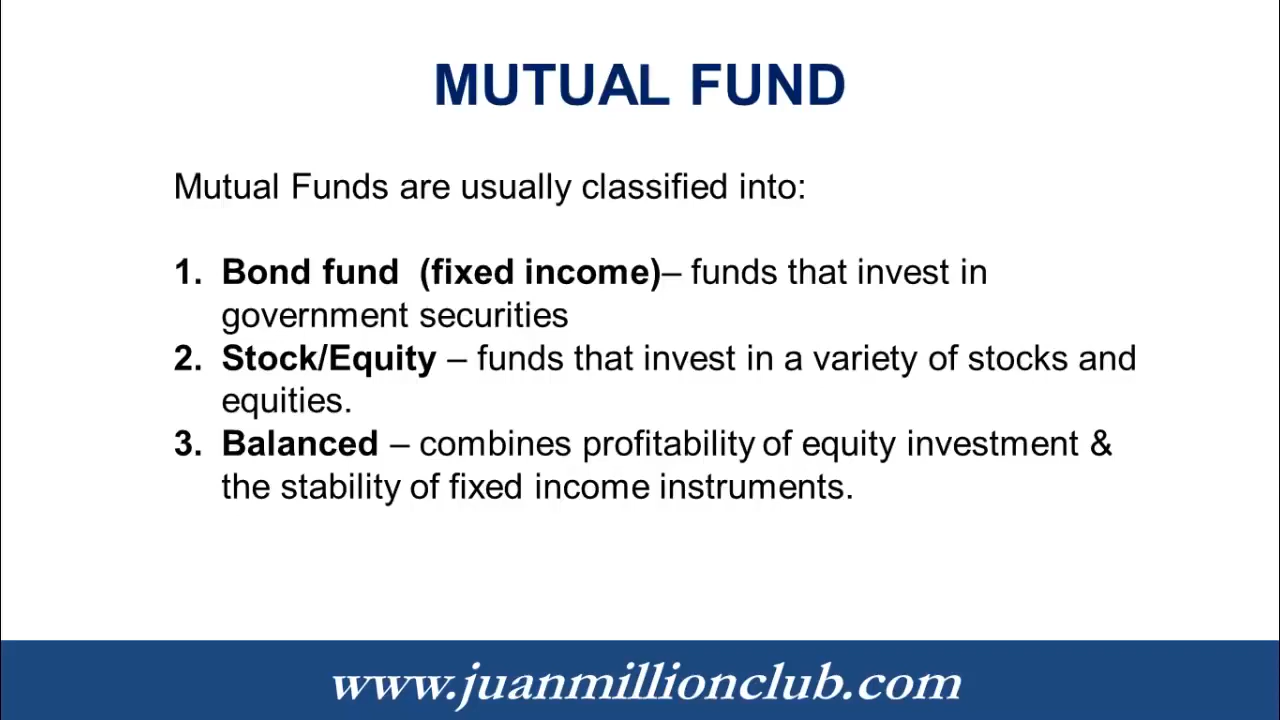 MUTUAL FUND
Mutual Funds are usually classified into:
1. Bond fund (fixed income)– funds that invest in
government securities
2. Stock/Equity – funds that invest in a variety of stocks and
equities.
3. Balanced – combines profitability of equity investment &
the stability of fixed income instruments.
www.juanmillionclub.com